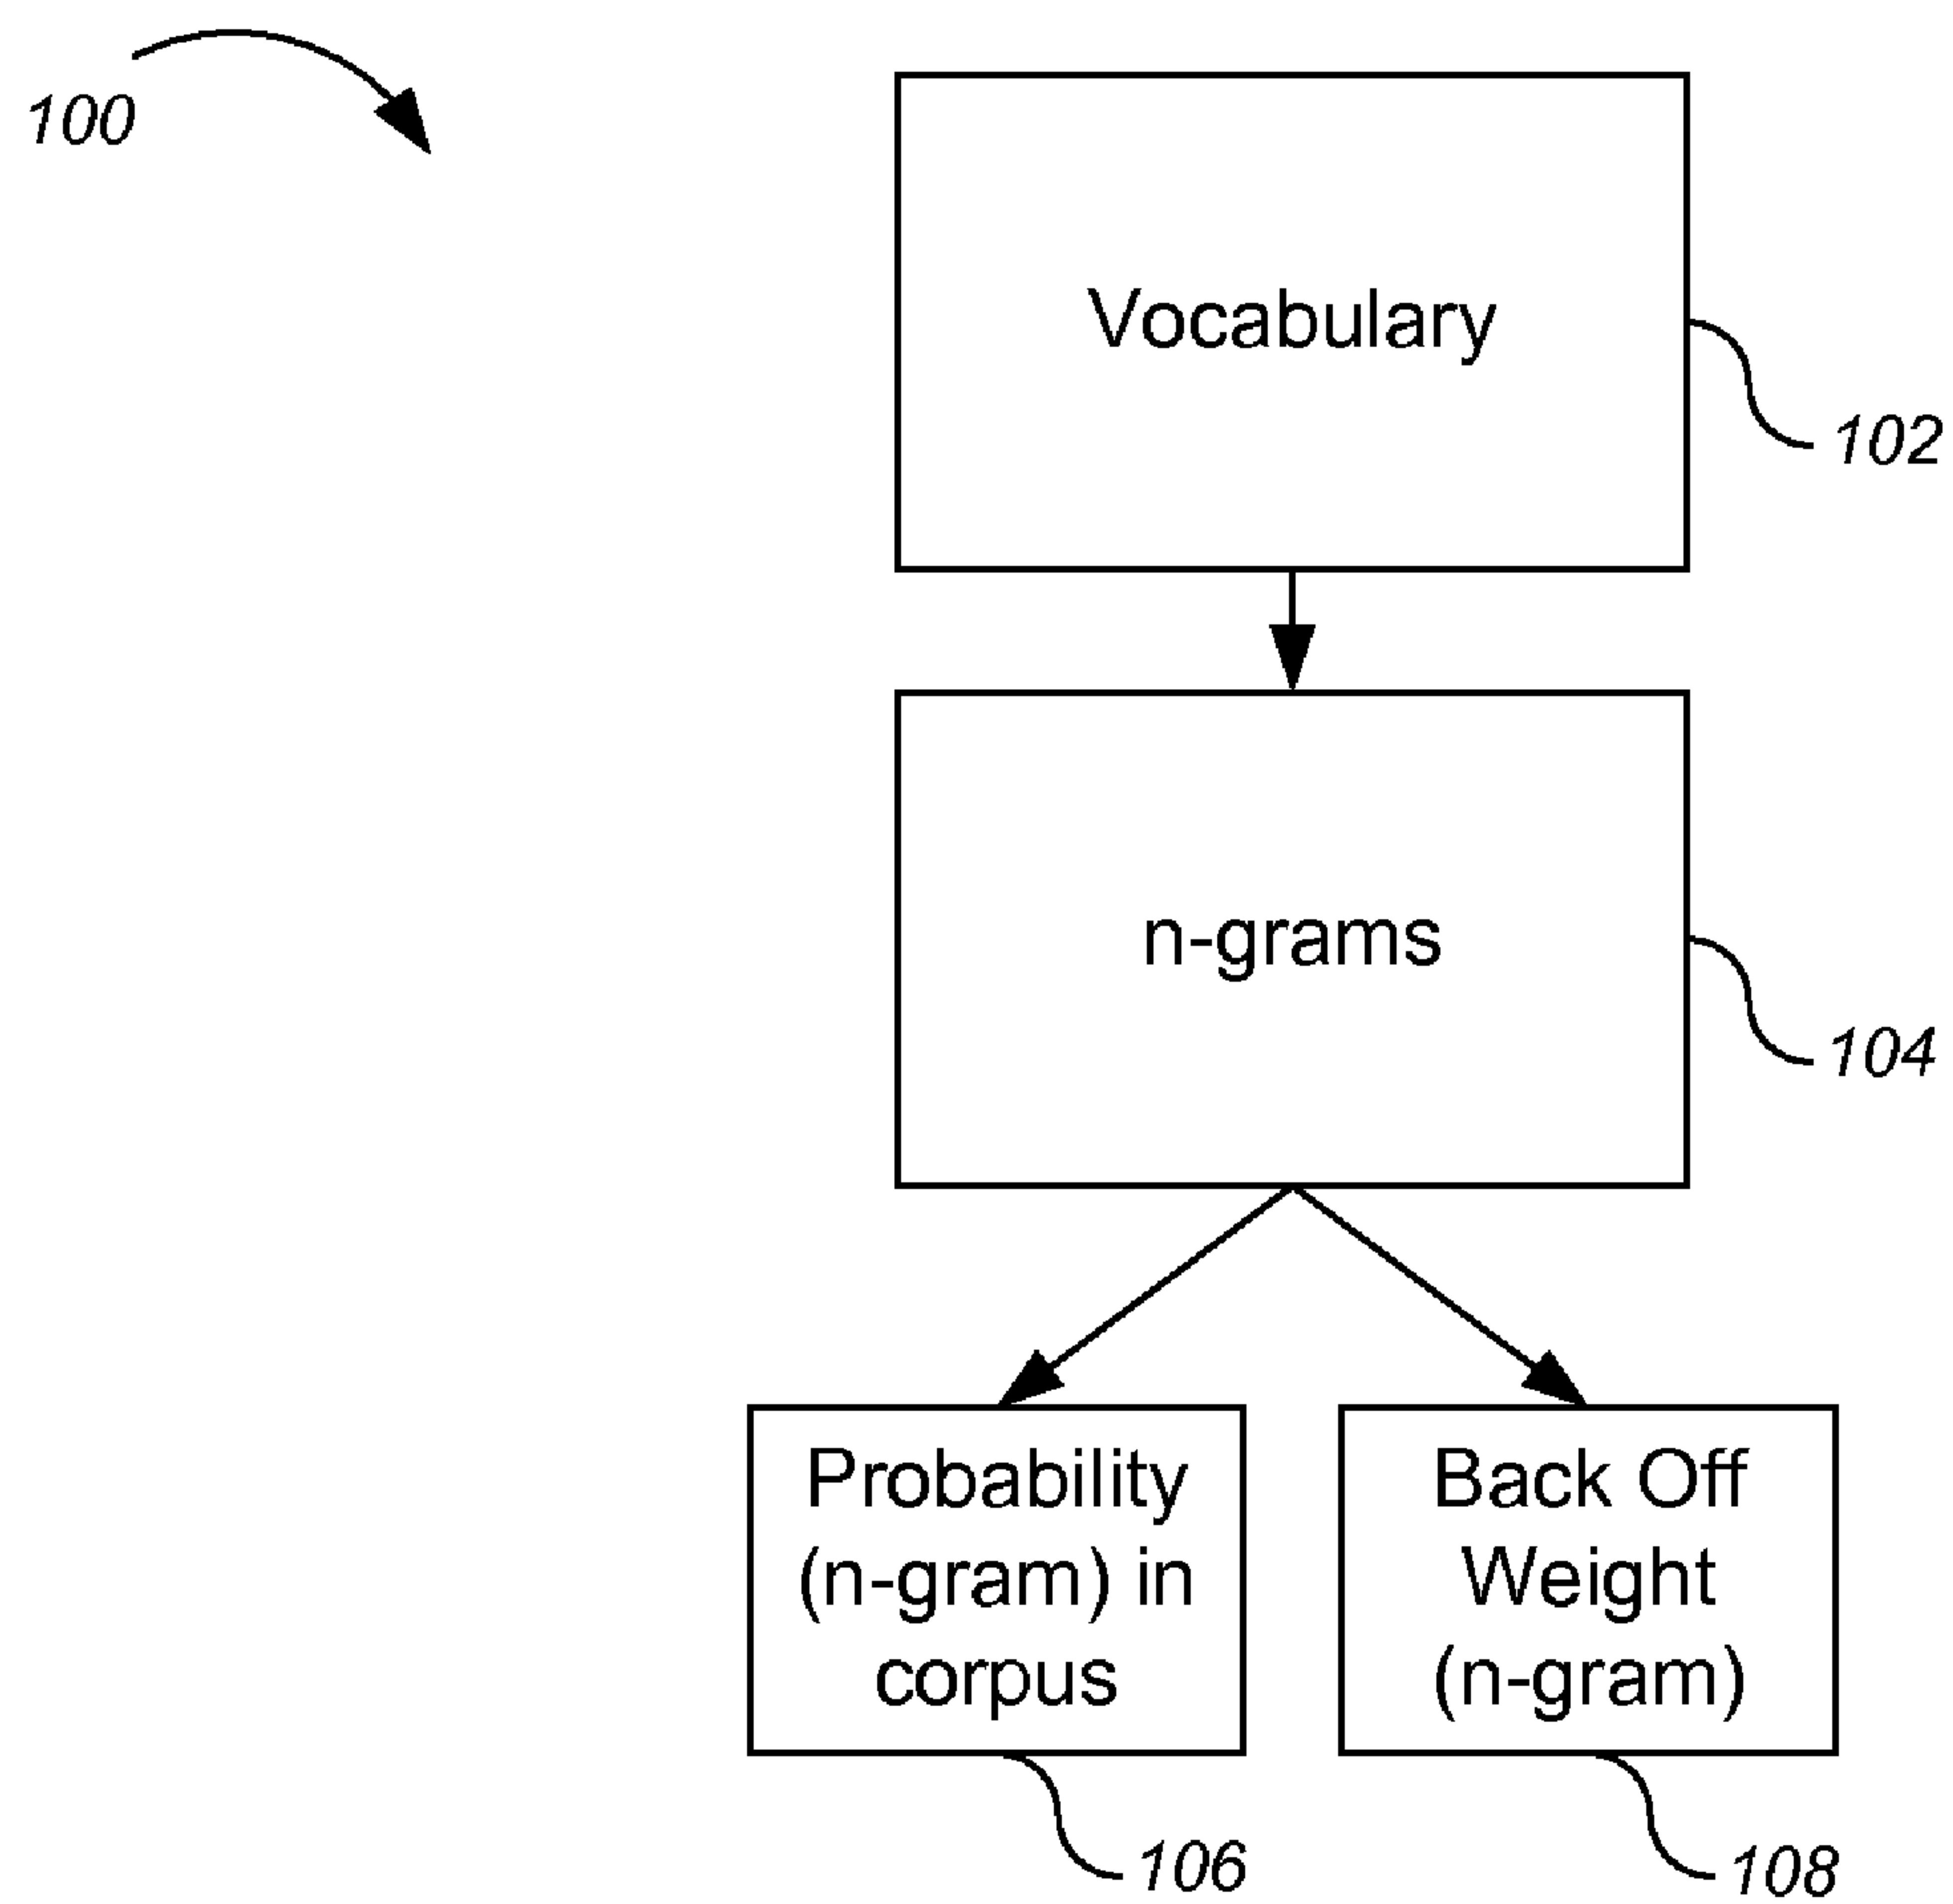 100
Vocabulary
102
n-grams
104
Probability
(n-gram) in
corpus
Back Off
Weight
(n-gram)
106
108